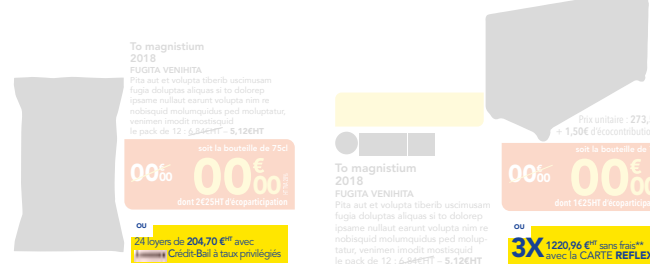 To magnistium
2018
FUGITA VENIHITA
Pita aut et volupta tiberib uscimusam
fugia doluptas aliquas si to dolorep
ipsame nullaut earunt volupta nim re
nobisquid molumquidus ped moluptatur,
venimen imodit mostisquid
le pack de 12 : 6,84€HT – 5,12€HT
soit la bouteille de 75cl
00€00
00€00
dont 2€25HT d'écoparticipation
OU
24 loyers de 204,70 €HT avec
Crédit-Bail à taux privilégiés
To magnistium
2018
FUGITA VENIHITA
Pita aut et volupta tiberib uscimusam
fugia doluptas aliquas si to dolorep
ipsame nullaut earunt volupta nim re
nobisquid molumquidus ped molup-
tatur, venimen imodit mostisquid
le pack de 12 : 6,84€HT – 5,12€HT
Prix unitaire : 273,
+ 1,50€ d'écocontributio
soit la bouteille de
00€00
00
dont 1€25HT d'écoparticipation
OU
3X 1220,96 €HT sans frais**
avec la CARTE REFLEX